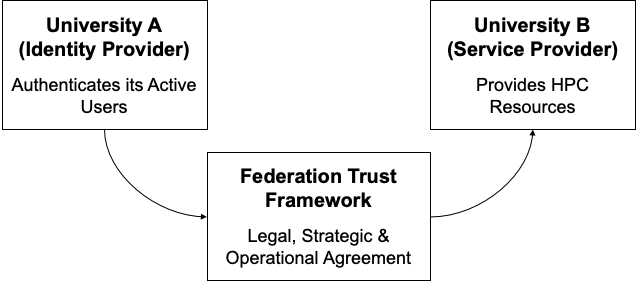 University A
(Identity Provider)
Authenticates its Active
Users
University B
(Service Provider)
Provides HPC
Resources
Federation Trust
Framework
Legal, Strategic &
Operational Agreement